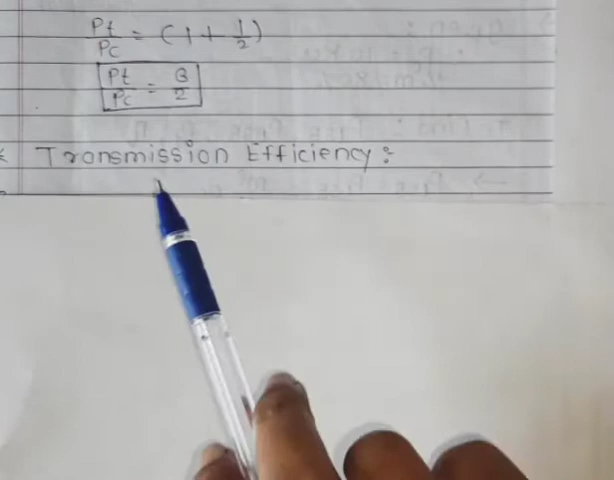 Pt/Pc = (1 + 1/2)
Pt/Pc = 3/2
Transmission Efficiency: